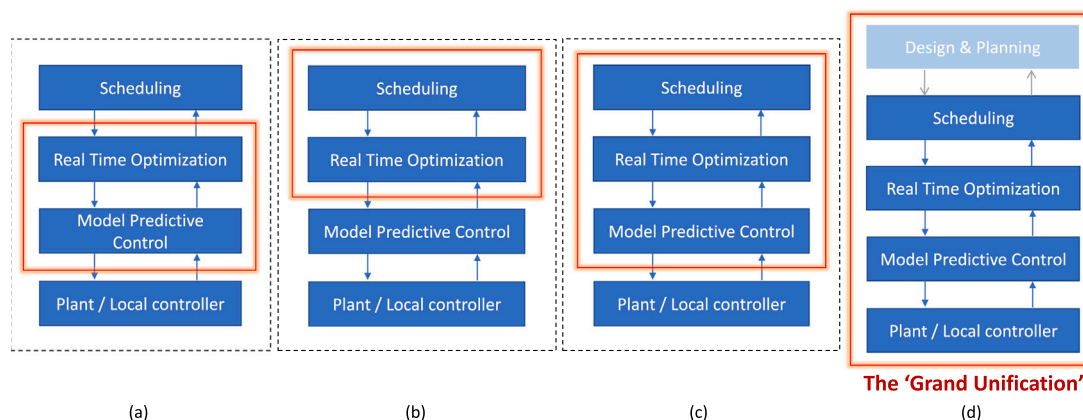 Scheduling
Real Time Optimization
Model Predictive
Control
Plant / Local controller
(a)
Scheduling
Real Time Optimization
Model Predictive Control
Plant / Local controller
(b)
Scheduling
Real Time Optimization
Model Predictive Control
Plant / Local controller
(c)
Design & Planning
Scheduling
Real Time Optimization
Model Predictive Control
Plant / Local controller
The ‘Grand Unification’
(d)